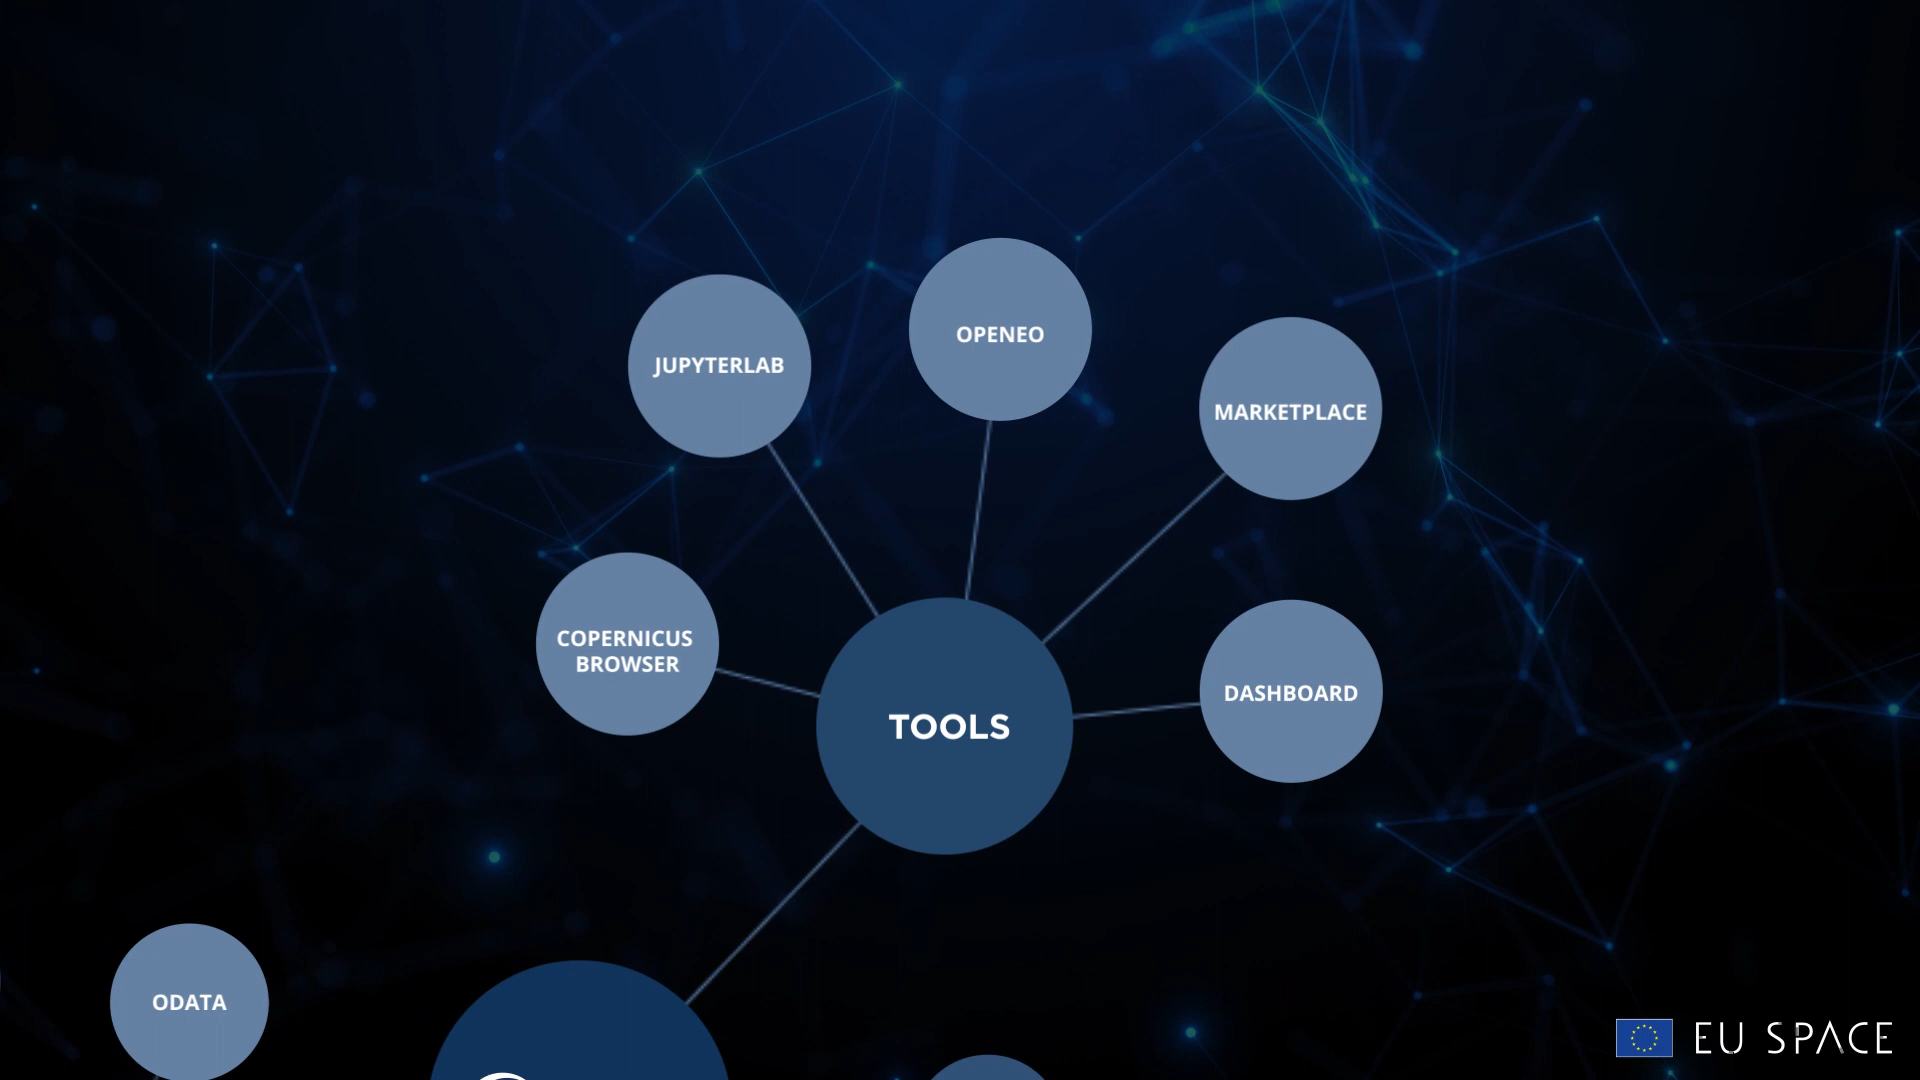 OPENEO
JUPYTERLAB
MARKETPLACE
COPERNICUS
BROWSER
DASHBOARD
TOOLS
ODATA
EU SPACE